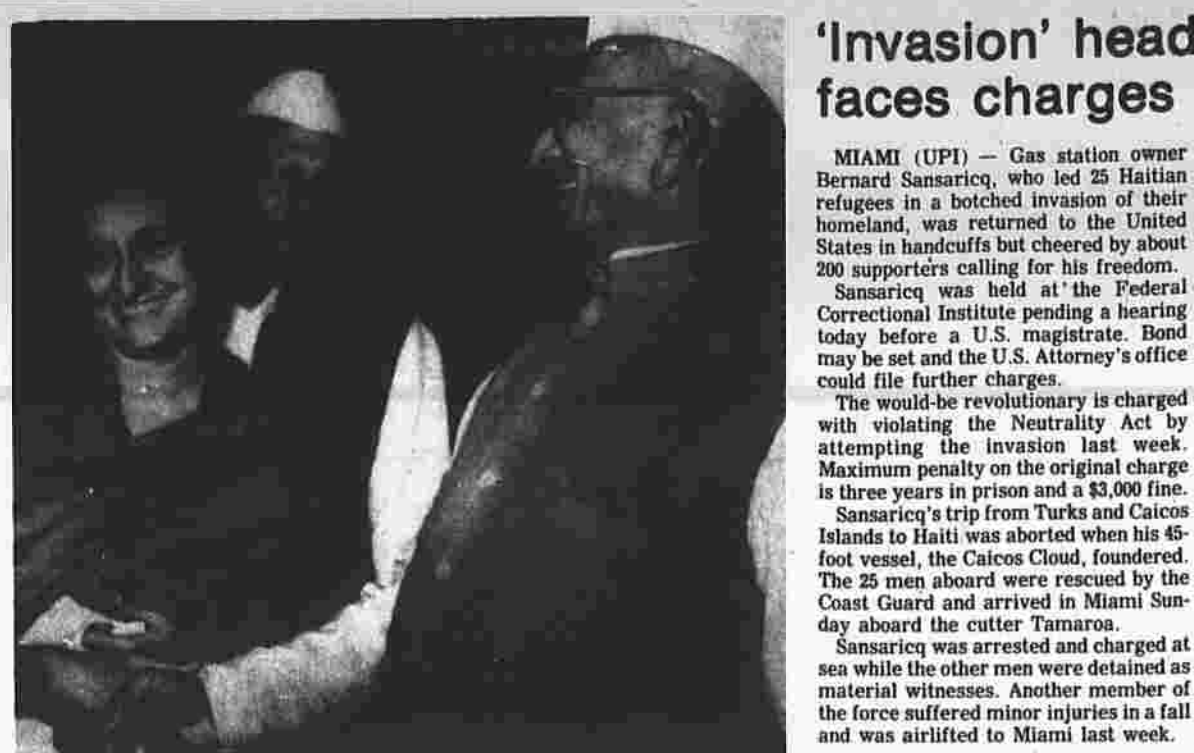 ‘Invasion’ head
faces charges
MIAMI (UPI) — Gas station owner
Bernard Sansaricq, who led 25 Haitian
refugees in a botched invasion of their
homeland, was returned to the United
States in handcuffs but cheered by about
200 supporters calling for his freedom.
Sansaricq was held at the Federal
Correctional Institute pending a hearing
today before a U.S. magistrate. Bond
may be set and the U.S. Attorney's office
could file further charges.
The would-be revolutionary is charged
with violating the Neutrality Act by
attempting the invasion last week.
Maximum penalty on the original charge
is three years in prison and a $3,000 fine.
Sansaricq's trip from Turks and Caicos
Islands to Haiti was aborted when his 45-
foot vessel, the Caicos Cloud, foundered.
The 25 men aboard were rescued by the
Coast Guard and arrived in Miami Sun-
day aboard the cutter Tamaroa.
Sansaricq was arrested and charged at
sea while the other men were detained as
material witnesses. Another member of
the force suffered minor injuries in a fall
and was airlifted to Miami last week.